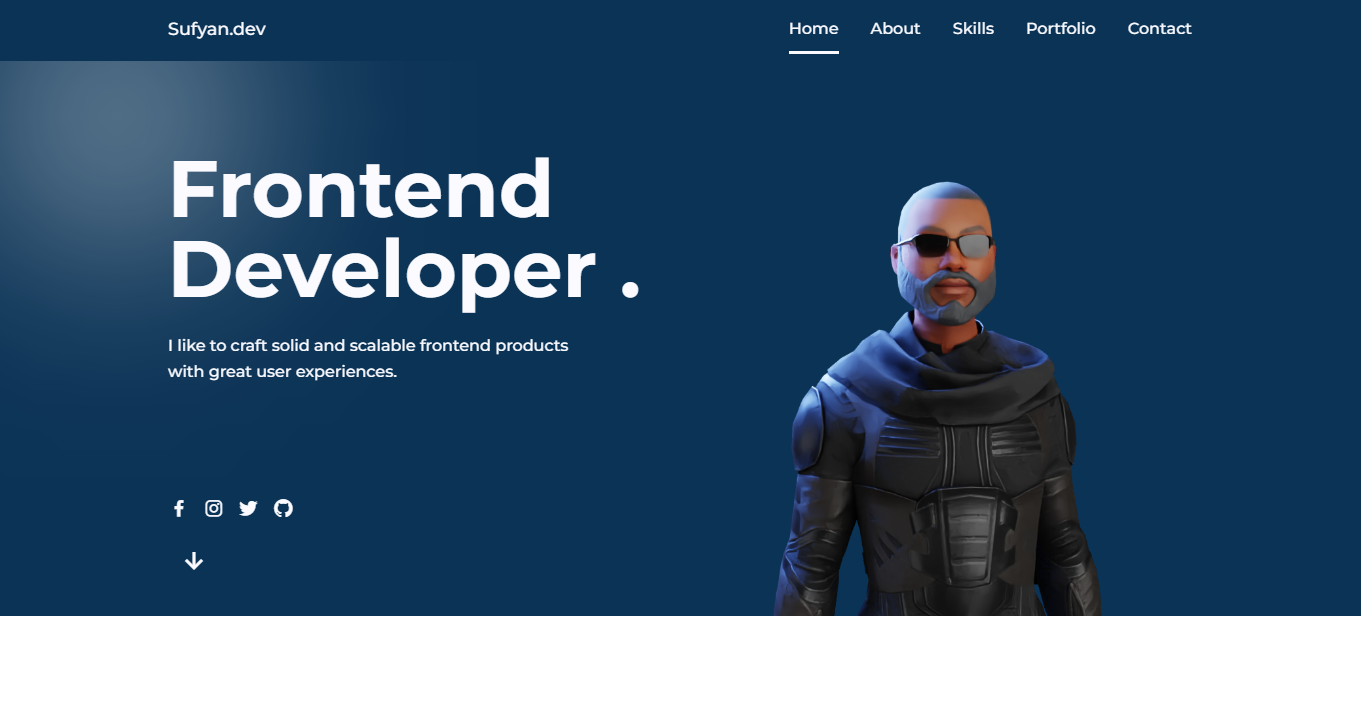 Sufyan.dev
Home About Skills Portfolio Contact
Frontend
Developer .
I like to craft solid and scalable frontend products
with great user experiences.